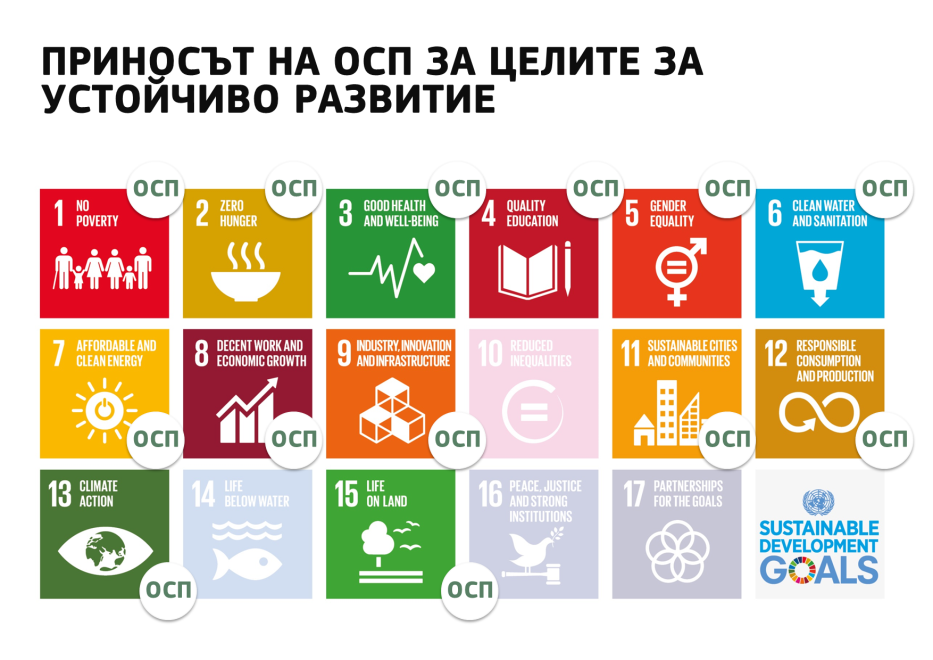 ПРИНОСЪТ НА ОСП ЗА ЦЕЛИТЕ ЗА
УСТОЙЧИВО РАЗВИТИЕ
ОСП
ОСП
ОСП
ОСП
ОСП
ОСП
1 NO
POVERTY
2 ZERO
HUNGER
3 GOOD HEALTH
AND WELL-BEING
4 QUALITY
EDUCATION
5 GENDER
EQUALITY
6 CLEAN WATER
AND SANITATION
7 AFFORDABLE AND
CLEAN ENERGY
8 DECENT WORK AND
ECONOMIC GROWTH
9 INDUSTRY, INNOVATION
AND INFRASTRUCTURE
10 REDUCED
INEQUALITIES
11 SUSTAINABLE CITIES
AND COMMUNITIES
12 RESPONSIBLE
CONSUMPTION
AND PRODUCTION
ОСП
ОСП
ОСП
ОСП
ОСП
13 CLIMATE
ACTION
14 LIFE
BELOW WATER
15 LIFE
ON LAND
16 PEACE, JUSTICE
AND STRONG
INSTITUTIONS
17 PARTNERSHIPS
FOR THE GOALS
SUSTAINABLE
DEVELOPMENT
GOALS
ОСП
ОСП